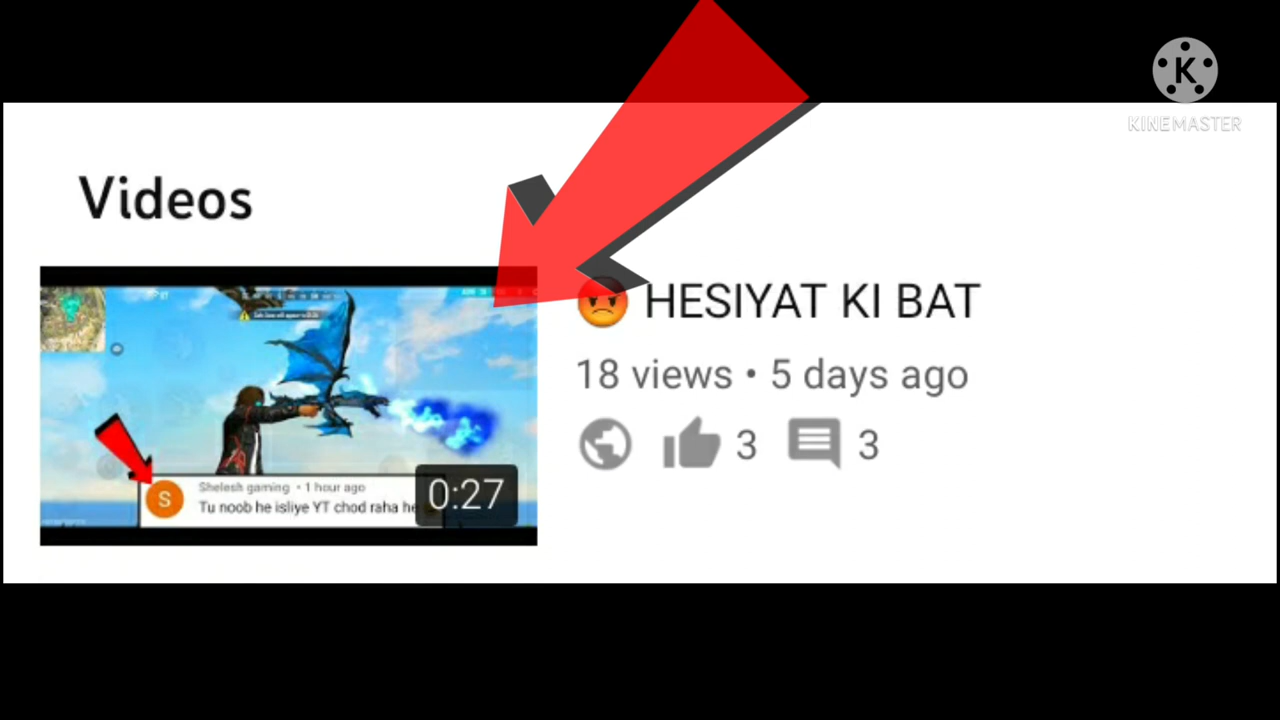 K
KINEMASTER
Videos
😡 HESIYAT KI BAT
18 views • 5 days ago
3 3
Shelesh gaming • 1 hour ago
Tu noob he isliye YT chod raha he
S
0:27